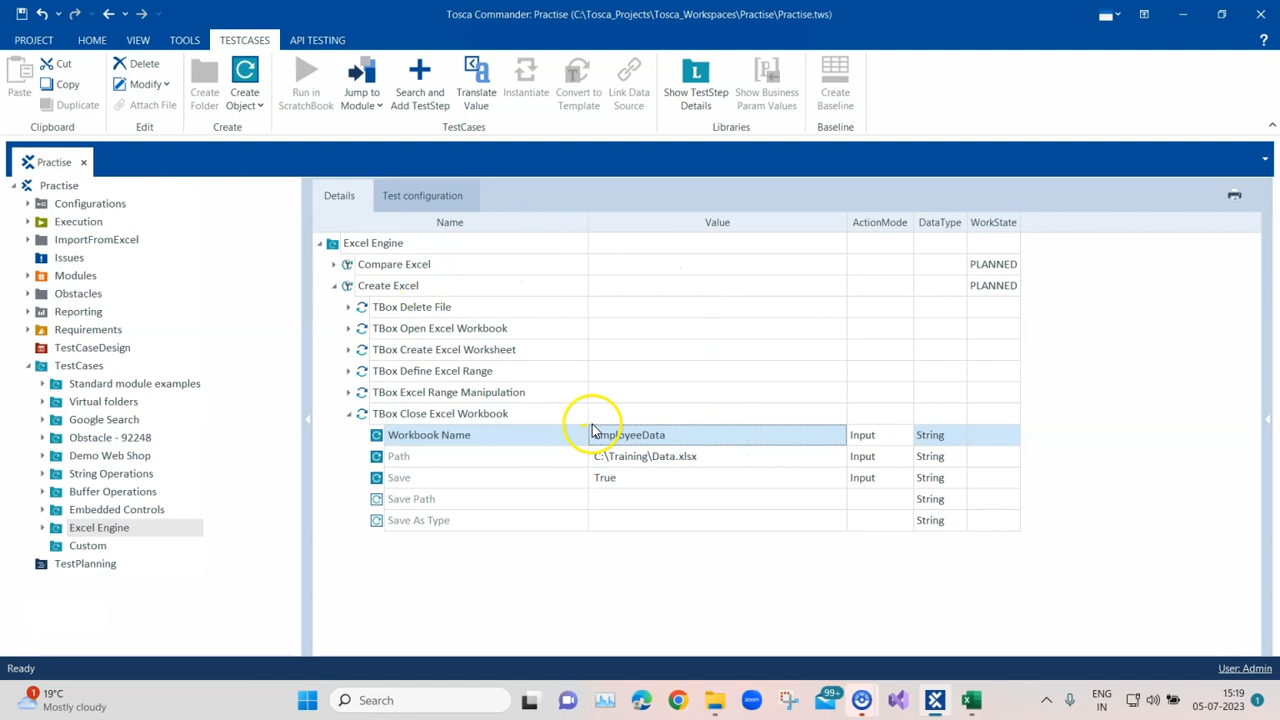 Tosca Commander: Practise (C:\Tosca_Projects\Tosca_Workspaces\Practise\Practise.tws)
PROJECT HOME VIEW TOOLS TESTCASES API TESTING
Paste
Cut
Copy
Duplicate
Clipboard
Delete
Modify
Attach File
Edit
Create Folder
Create Object
Create
Run in ScratchBook
Jump to Module
Search and Add TestStep
Translate Value
Instantiate
Convert to Template
Link Data Source
TestCases
Show TestStep Details
Show Business Param Values
Libraries
Create Baseline
Baseline
Practise
Practise
Configurations
Execution
ImportFromExcel
Issues
Modules
Obstacles
Reporting
Requirements
TestCaseDesign
TestCases
Standard module examples
Virtual folders
Google Search
Obstacle - 92248
Demo Web Shop
String Operations
Buffer Operations
Embedded Controls
Excel Engine
Custom
TestPlanning
Details Test configuration
Name Value ActionMode DataType WorkState
Excel Engine
Compare Excel PLANNED
Create Excel PLANNED
TBox Delete File
TBox Open Excel Workbook
TBox Create Excel Worksheet
TBox Define Excel Range
TBox Excel Range Manipulation
TBox Close Excel Workbook
Workbook Name EmployeeData Input String
Path C:\Training\Data.xlsx Input String
Save True Input String
Save Path String
Save As Type String
Ready User: Admin
1
19°C
Mostly cloudy
Search
99+
ENG
IN
15:19
05-07-2023
1